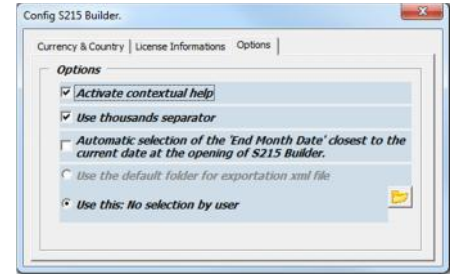 Config S215 Builder.
Currency & Country License Informations Options
Options
Activate contextual help
Use thousands separator
Automatic selection of the 'End Month Date' closest to the
current date at the opening of S215 Builder.
Use the default folder for exportation xml file
Use this: No selection by user